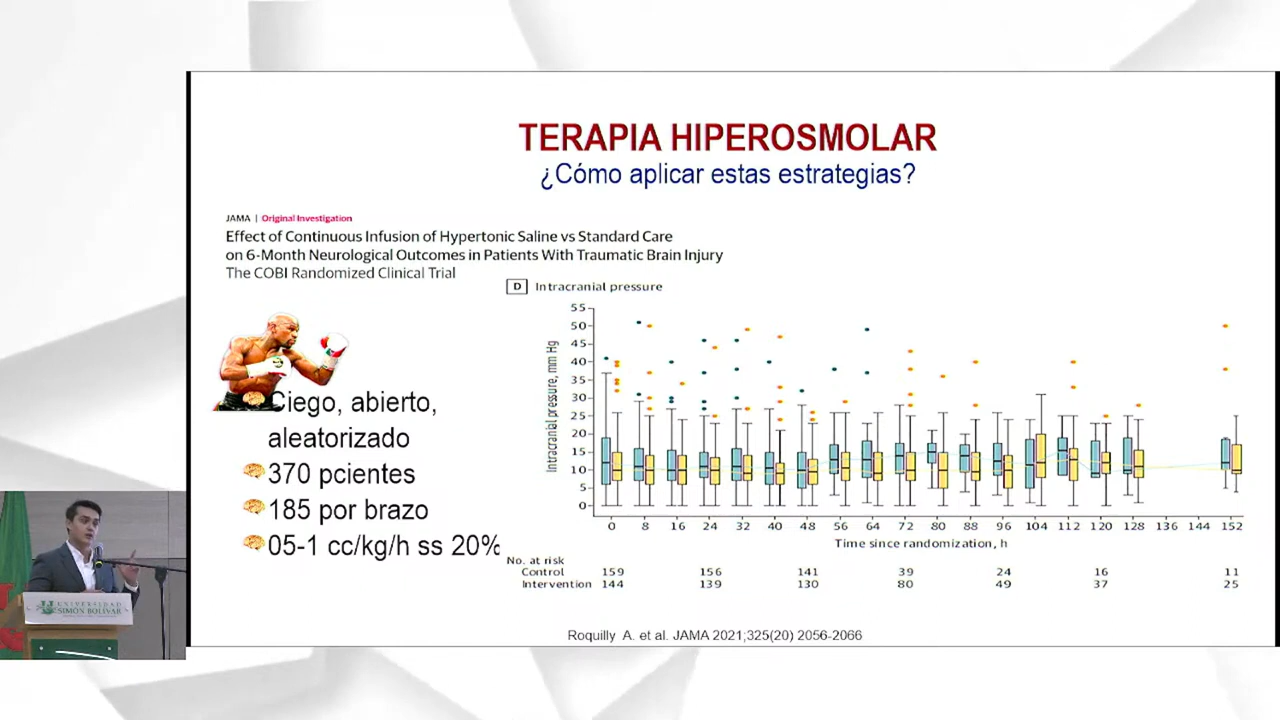 TERAPIA HIPEROSMOLAR
¿Cómo aplicar estas estrategias?
JAMA | Original Investigation
Effect of Continuous Infusion of Hypertonic Saline vs Standard Care
on 6-Month Neurological Outcomes in Patients With Traumatic Brain Injury
The COBI Randomized Clinical Trial
D Intracranial pressure
Ciego, abierto,
aleatorizado
370 pcientes
185 por brazo
05-1 cc/kg/h ss 20%
Intracranial pressure, mm Hg
55
50
45
40
35
30
25
20
15
10
5
0
0 8 16 24 32 40 48 56 64 72 80 88 96 104 112 120 128 136 144 152
Time since randomization, h
No. at risk
Control 159 156 141 39 24 16 11
Intervention 144 139 130 80 49 37 25
Roquilly A. et al. JAMA 2021;325(20) 2056-2066
UNIVERSIDAD
SIMÓN BOLÍVAR